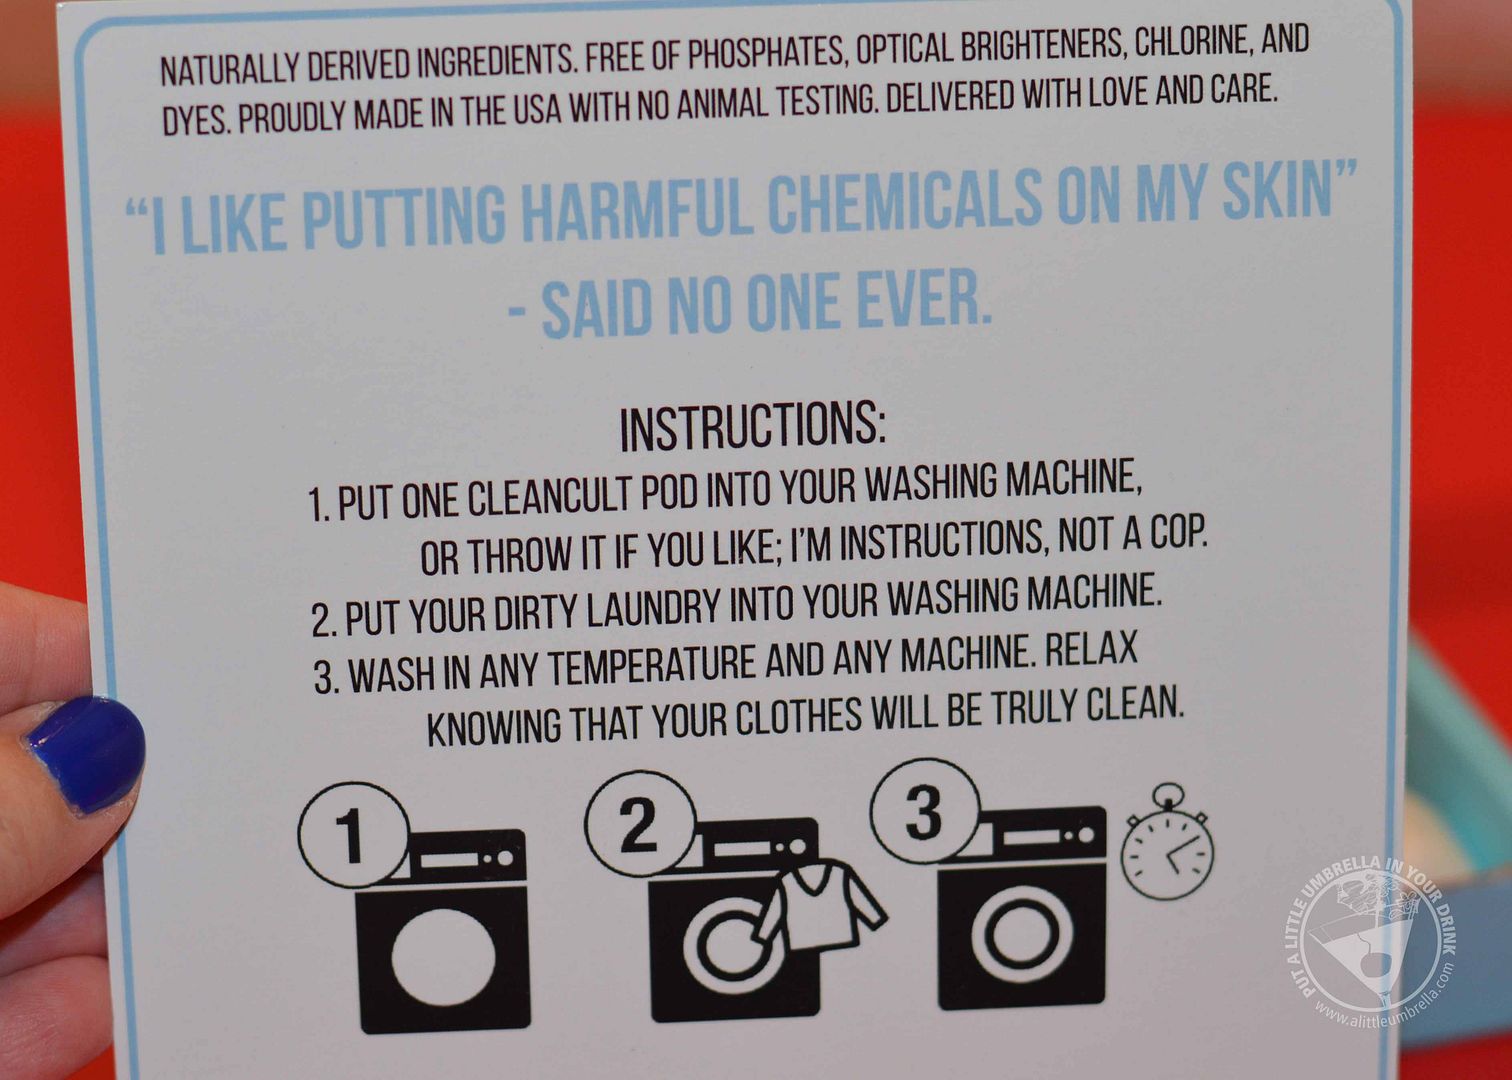 NATURALLY DERIVED INGREDIENTS. FREE OF PHOSPHATES, OPTICAL BRIGHTENERS, CHLORINE, AND
DYES. PROUDLY MADE IN THE USA WITH NO ANIMAL TESTING. DELIVERED WITH LOVE AND CARE.
“I LIKE PUTTING HARMFUL CHEMICALS ON MY SKIN”
- SAID NO ONE EVER.
INSTRUCTIONS:
1. PUT ONE CLEANCULT POD INTO YOUR WASHING MACHINE,
OR THROW IT IF YOU LIKE; I'M INSTRUCTIONS, NOT A COP.
2. PUT YOUR DIRTY LAUNDRY INTO YOUR WASHING MACHINE.
3. WASH IN ANY TEMPERATURE AND ANY MACHINE. RELAX
KNOWING THAT YOUR CLOTHES WILL BE TRULY CLEAN.
1
2
3
PUT A LITTLE UMBRELLA IN YOUR DRINK
www.alittleumbrella.com